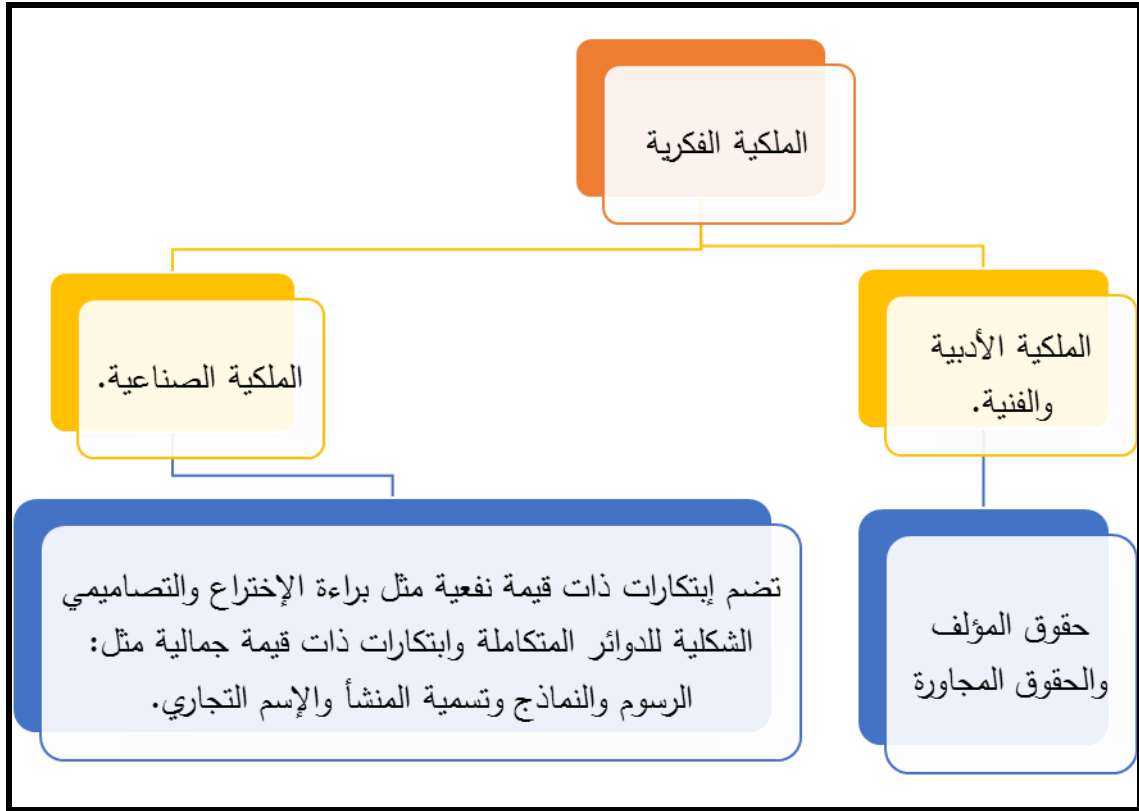 الملكية الفكرية
الملكية الأدبية
والفنية.
الملكية الصناعية.
حقوق المؤلف
والحقوق المجاورة
تضم إبتكارات ذات قيمة نفعية مثل براءة الإختراع والتصاميمي
الشكلية للدوائر المتكاملة وابتكارات ذات قيمة جمالية مثل:
الرسوم والنماذج وتسمية المنشأ والإسم التجاري.